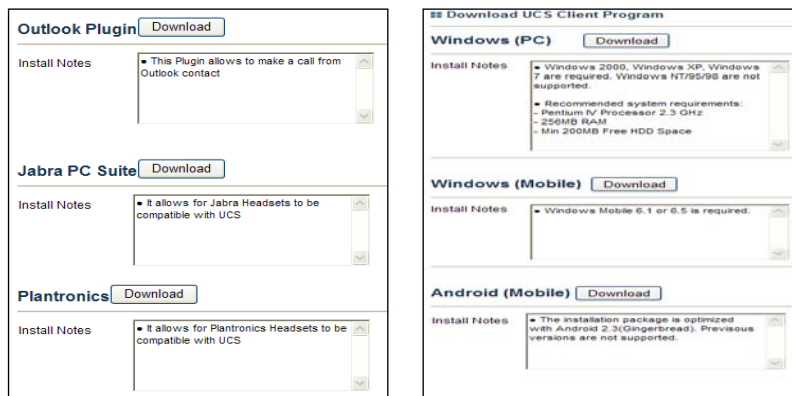 Outlook Plugin Download
Install Notes
• This Plugin allows to make a call from
Outlook contact
Jabra PC Suite Download
Install Notes
• It allows for Jabra Headsets to be
compatible with UCS
Plantronics Download
Install Notes
• It allows for Plantronics Headsets to be
compatible with UCS
Download UCS Client Program
Windows (PC) Download
Install Notes
• Windows 2000, Windows XP, Windows
7 are required. Windows NT/95/98 are not
supported.
• Recommended system requirements:
- Pentium IV Processor 2.3 GHz
- 256MB RAM
- Min 200MB Free HDD Space
Windows (Mobile) Download
Install Notes
• Windows Mobile 6.1 or 6.5 is required.
Android (Mobile) Download
Install Notes
• The installation package is optimized
with Android 2.3(Gingerbread). Previsous
versions are not supported.